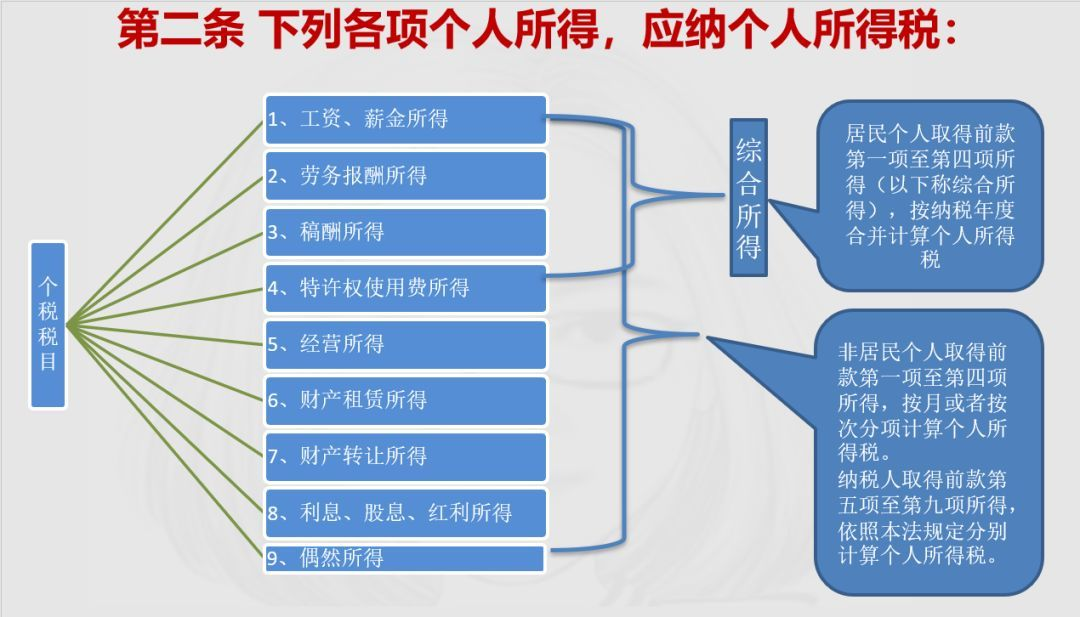 第二条 下列各项个人所得，应纳个人所得税：
个税税目
1、工资、薪金所得
2、劳务报酬所得
3、稿酬所得
4、特许权使用费所得
5、经营所得
6、财产租赁所得
7、财产转让所得
8、利息、股息、红利所得
9、偶然所得
综合所得
居民个人取得前款
第一项至第四项所
得（以下称综合所
得），按纳税年度
合并计算个人所得
税
非居民个人取得前
款第一项至第四项
所得，按月或者按
次分项计算个人所
得税。
纳税人取得前款第
五项至第九项所得，
依照本法规定分别
计算个人所得税。